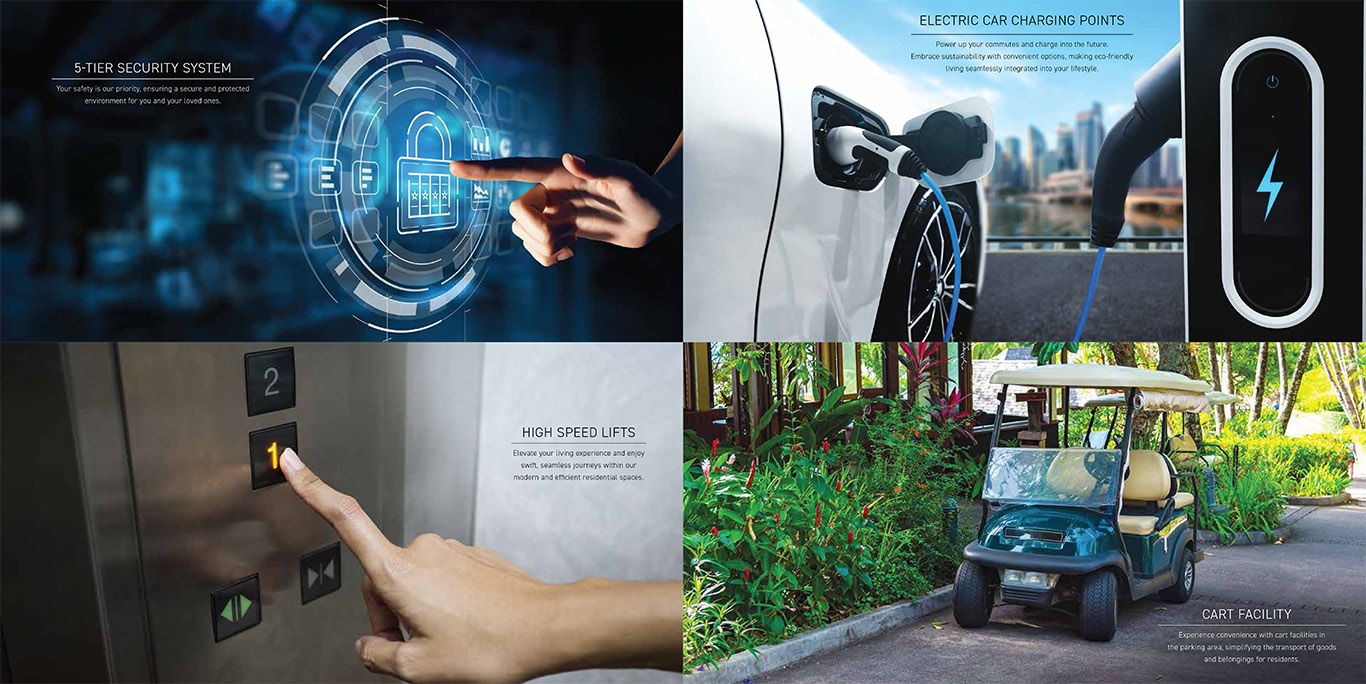 5-TIER SECURITY SYSTEM
Your safety is our priority, ensuring a secure and protected
environment for you and your loved ones.
ELECTRIC CAR CHARGING POINTS
Power up your commutes and charge into the future.
Embrace sustainability with convenient options, making eco-friendly
living seamlessly integrated into your lifestyle.
2
1
HIGH SPEED LIFTS
Elevate your living experience and enjoy
swift, seamless journeys within our
modern and efficient residential spaces.
CART FACILITY
Experience convenience with cart facilities in
the parking area, simplifying the transport of goods
and belongings for residents.